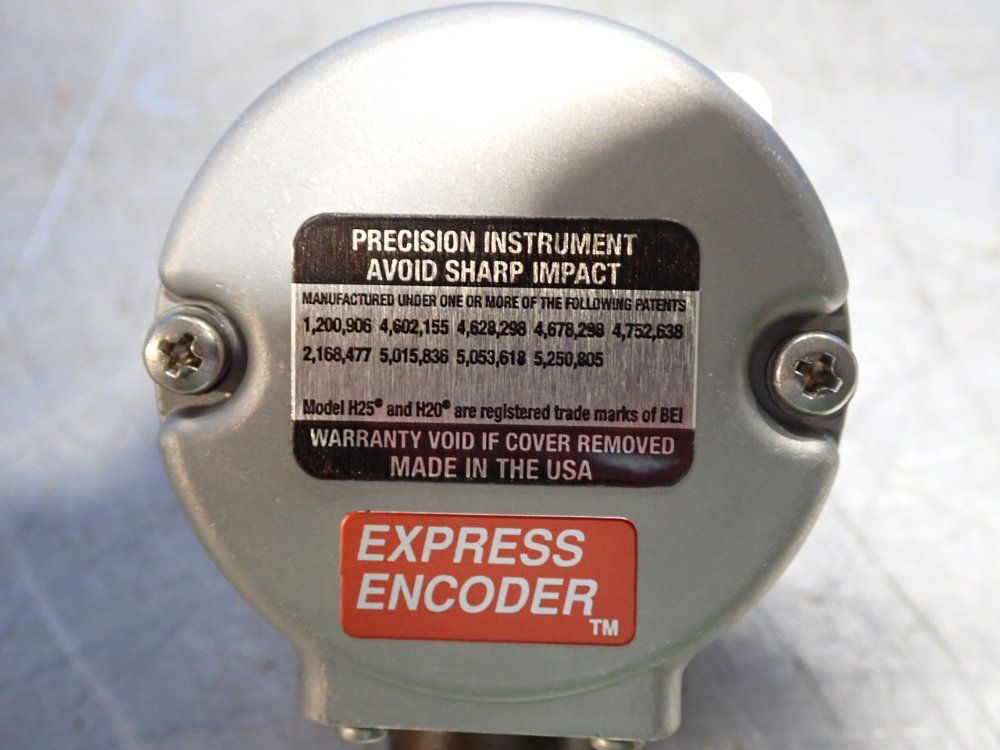 PRECISION INSTRUMENT
AVOID SHARP IMPACT
MANUFACTURED UNDER ONE OR MORE OF THE FOLLOWING PATENTS
1,200,906 4,602,155 4,628,298 4,678,298 4,752,638
2,168,477 5,015,836 5,053,618 5,250,805
Model H25® and H20® are registered trade marks of BEI
WARRANTY VOID IF COVER REMOVED
MADE IN THE USA
EXPRESS
ENCODER
TM